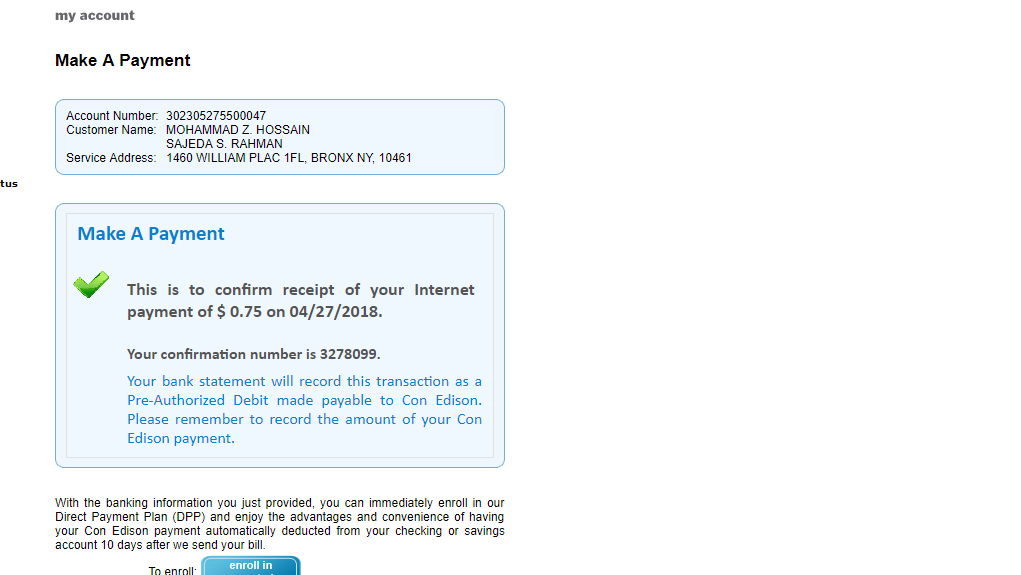 my account
Make A Payment
Account Number: 302305275500047
Customer Name: MOHAMMAD Z. HOSSAIN
SAJEDA S. RAHMAN
Service Address: 1460 WILLIAM PLAC 1FL, BRONX NY, 10461
tus
Make A Payment
This is to confirm receipt of your Internet
payment of $ 0.75 on 04/27/2018.
Your confirmation number is 3278099.
Your bank statement will record this transaction as a
Pre-Authorized Debit made payable to Con Edison.
Please remember to record the amount of your Con
Edison payment.
With the banking information you just provided, you can immediately enroll in our
Direct Payment Plan (DPP) and enjoy the advantages and convenience of having
your Con Edison payment automatically deducted from your checking or savings
account 10 days after we send your bill.
To enroll: enroll in